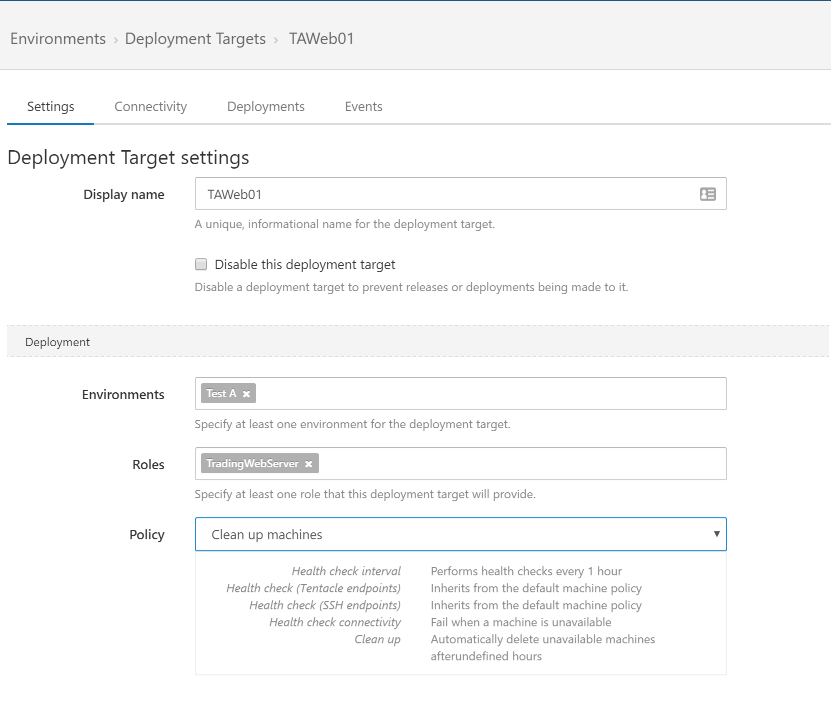 Environments › Deployment Targets › TAWeb01
Settings Connectivity Deployments Events
Deployment Target settings
Display name TAWeb01
A unique, informational name for the deployment target.
Disable this deployment target
Disable a deployment target to prevent releases or deployments being made to it.
Deployment
Environments Test A ×
Specify at least one environment for the deployment target.
Roles TradingWebServer ×
Specify at least one role that this deployment target will provide.
Policy Clean up machines
Health check interval Performs health checks every 1 hour
Health check (Tentacle endpoints) Inherits from the default machine policy
Health check (SSH endpoints) Inherits from the default machine policy
Health check connectivity Fail when a machine is unavailable
Clean up Automatically delete unavailable machines
afterundefined hours